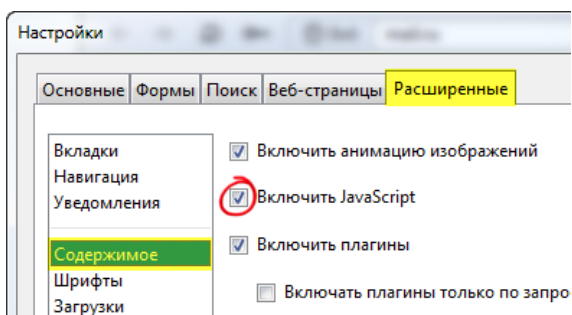 Настройки
Основные Формы Поиск Веб-страницы Расширенные
Вкладки
Навигация
Уведомления
Содержимое
Шрифты
Загрузки
Включить анимацию изображений
Включить JavaScript
Включить плагины
Включать плагины только по запро